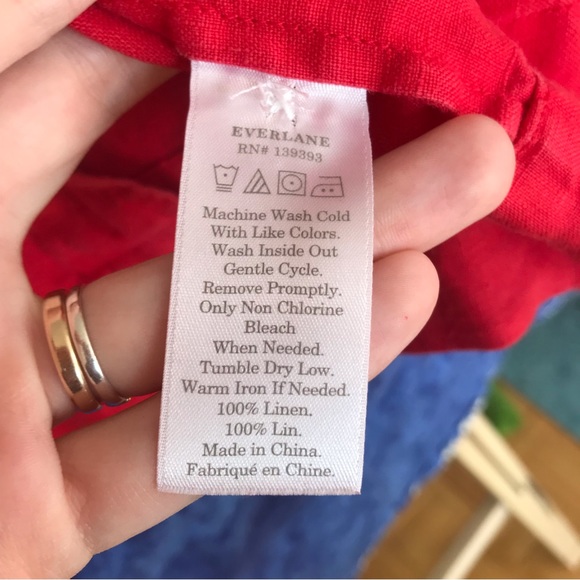 EVERLANE
RN# 139393
Machine Wash Cold
With Like Colors.
Wash Inside Out
Gentle Cycle.
Remove Promptly.
Only Non Chlorine
Bleach
When Needed.
Tumble Dry Low.
Warm Iron If Needed.
100% Linen.
100% Lin.
Made in China.
Fabriqué en Chine.